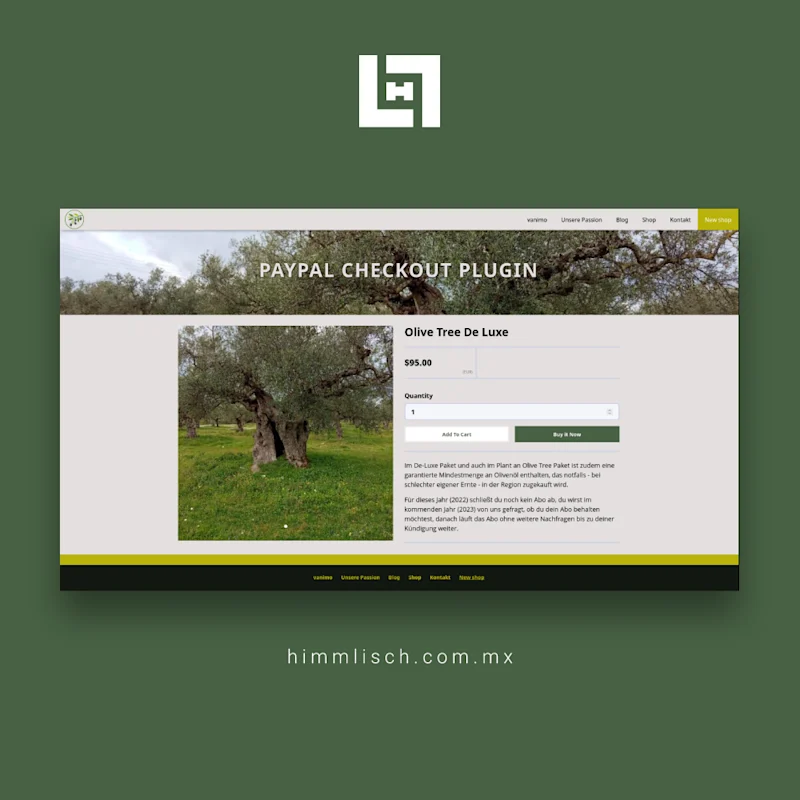 H
vanimo Unsere Passion Blog Shop Kontakt New shop
PAYPAL CHECKOUT PLUGIN
Olive Tree De Luxe
$95.00
Quantity
1
Add To Cart Buy it Now
Im De-Luxe Paket und auch im Plant an Olive Tree Paket ist zudem eine
garantierte Mindestmenge an Olivenöl enthalten, das notfalls - bei
schlechter eigener Ernte - in der Region zugekauft wird.
Für dieses Jahr (2022) schließt du noch kein Abo ab, du wirst im
kommenden Jahr (2023) von uns gefragt, ob du dein Abo behalten
möchtest, danach läuft das Abo ohne weitere Nachfragen bis zu deiner
Kündigung weiter.
vanimo Unsere Passion Blog Shop Kontakt New shop
himmlisch.com.mx